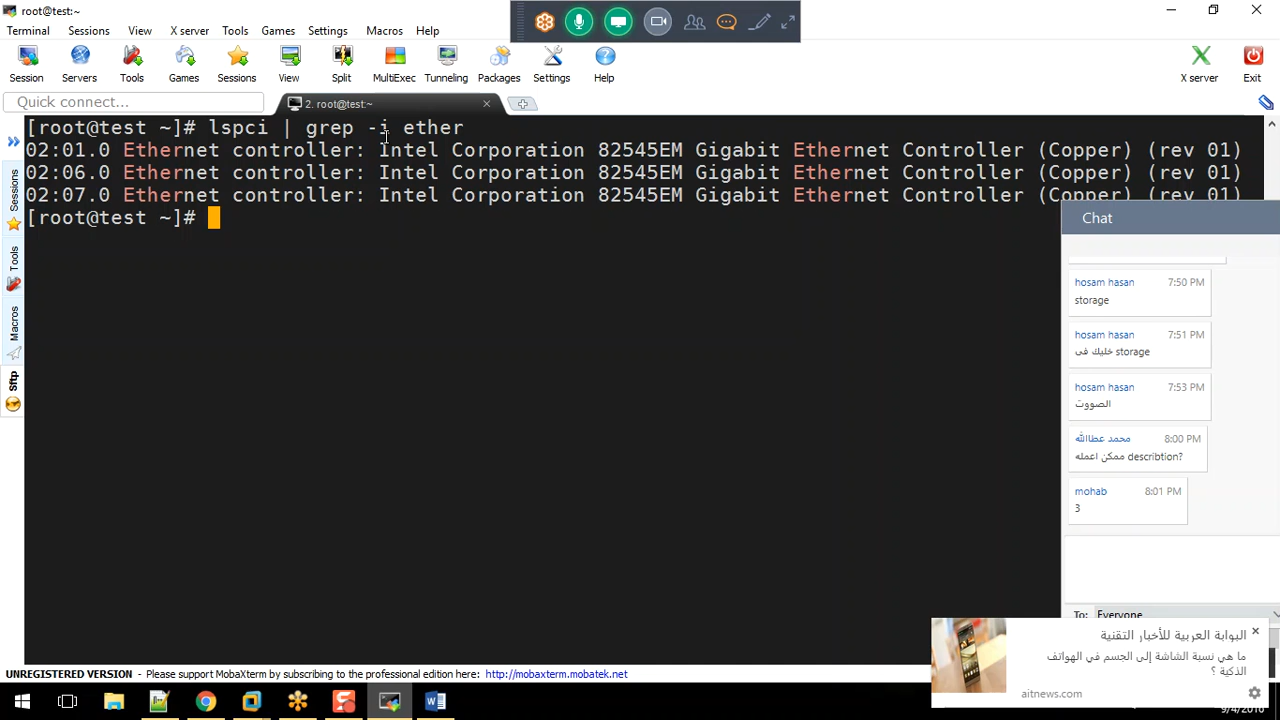 root@test:~
Terminal Sessions View X server Tools Games Settings Macros Help
Session Servers Tools Games Sessions View Split MultiExec Tunneling Packages Settings Help X server Exit
Quick connect...
2. root@test:~
[root@test ~]# lspci | grep -i ether
02:01.0 Ethernet controller: Intel Corporation 82545EM Gigabit Ethernet Controller (Copper) (rev 01)
02:06.0 Ethernet controller: Intel Corporation 82545EM Gigabit Ethernet Controller (Copper) (rev 01)
02:07.0 Ethernet controller: Intel Corporation 82545EM Gigabit Ethernet Controller (Copper) (rev 01)
[root@test ~]#
Sessions
Tools
Macros
Sftp
Chat
hosam hasan 7:50 PM
storage
hosam hasan 7:51 PM
خليك فى storage
hosam hasan 7:53 PM
الصووت
محمد عطاالله 8:00 PM
ممكن اعمله describtion?
mohab 8:01 PM
3
To: Everyone
البوابة العربية للأخبار التقنية
ما هي نسبة الشاشة إلى الجسم في الهواتف
الذكية ؟
aitnews.com
UNREGISTERED VERSION - Please support MobaXterm by subscribing to the professional edition here: http://mobaxterm.mobatek.net